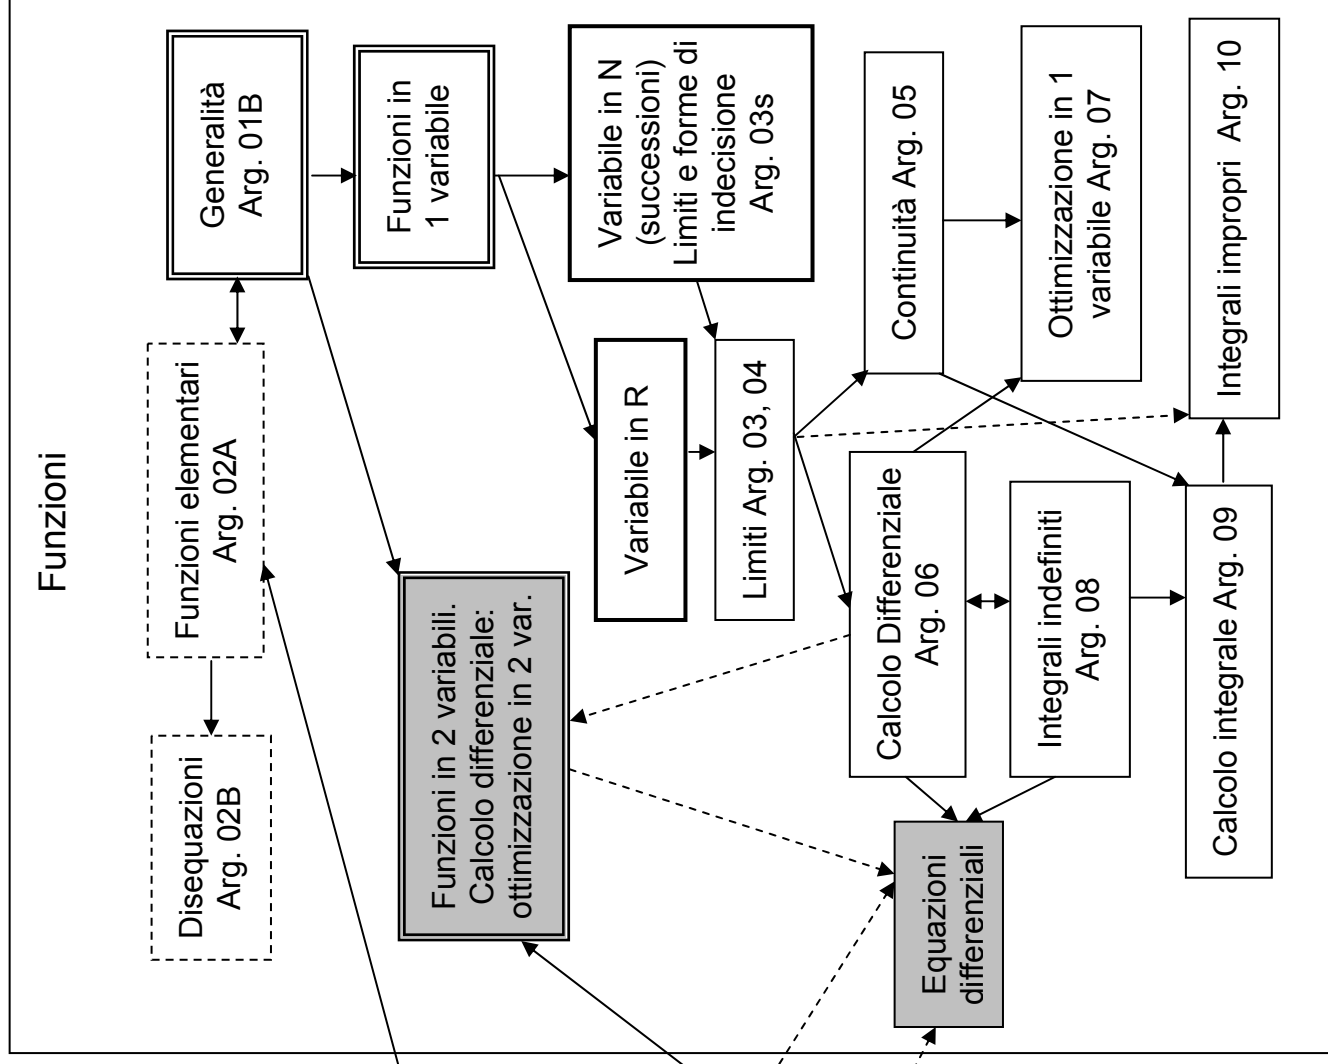 Funzioni
Disequazioni
Arg. 02B
Funzioni elementari
Arg. 02A
Generalità
Arg. 01B
Funzioni in
1 variabile
Funzioni in 2 variabili.
Calcolo differenziale:
ottimizzazione in 2 var.
Variabile in R
Variabile in N
(successioni)
Limiti e forme di
indecisione
Arg. 03s
Limiti Arg. 03, 04
Calcolo Differenziale
Arg. 06
Continuità Arg. 05
Equazioni
differenziali
Integrali indefiniti
Arg. 08
Ottimizzazione in 1
variabile Arg. 07
Calcolo integrale Arg. 09
Integrali impropri  Arg. 10